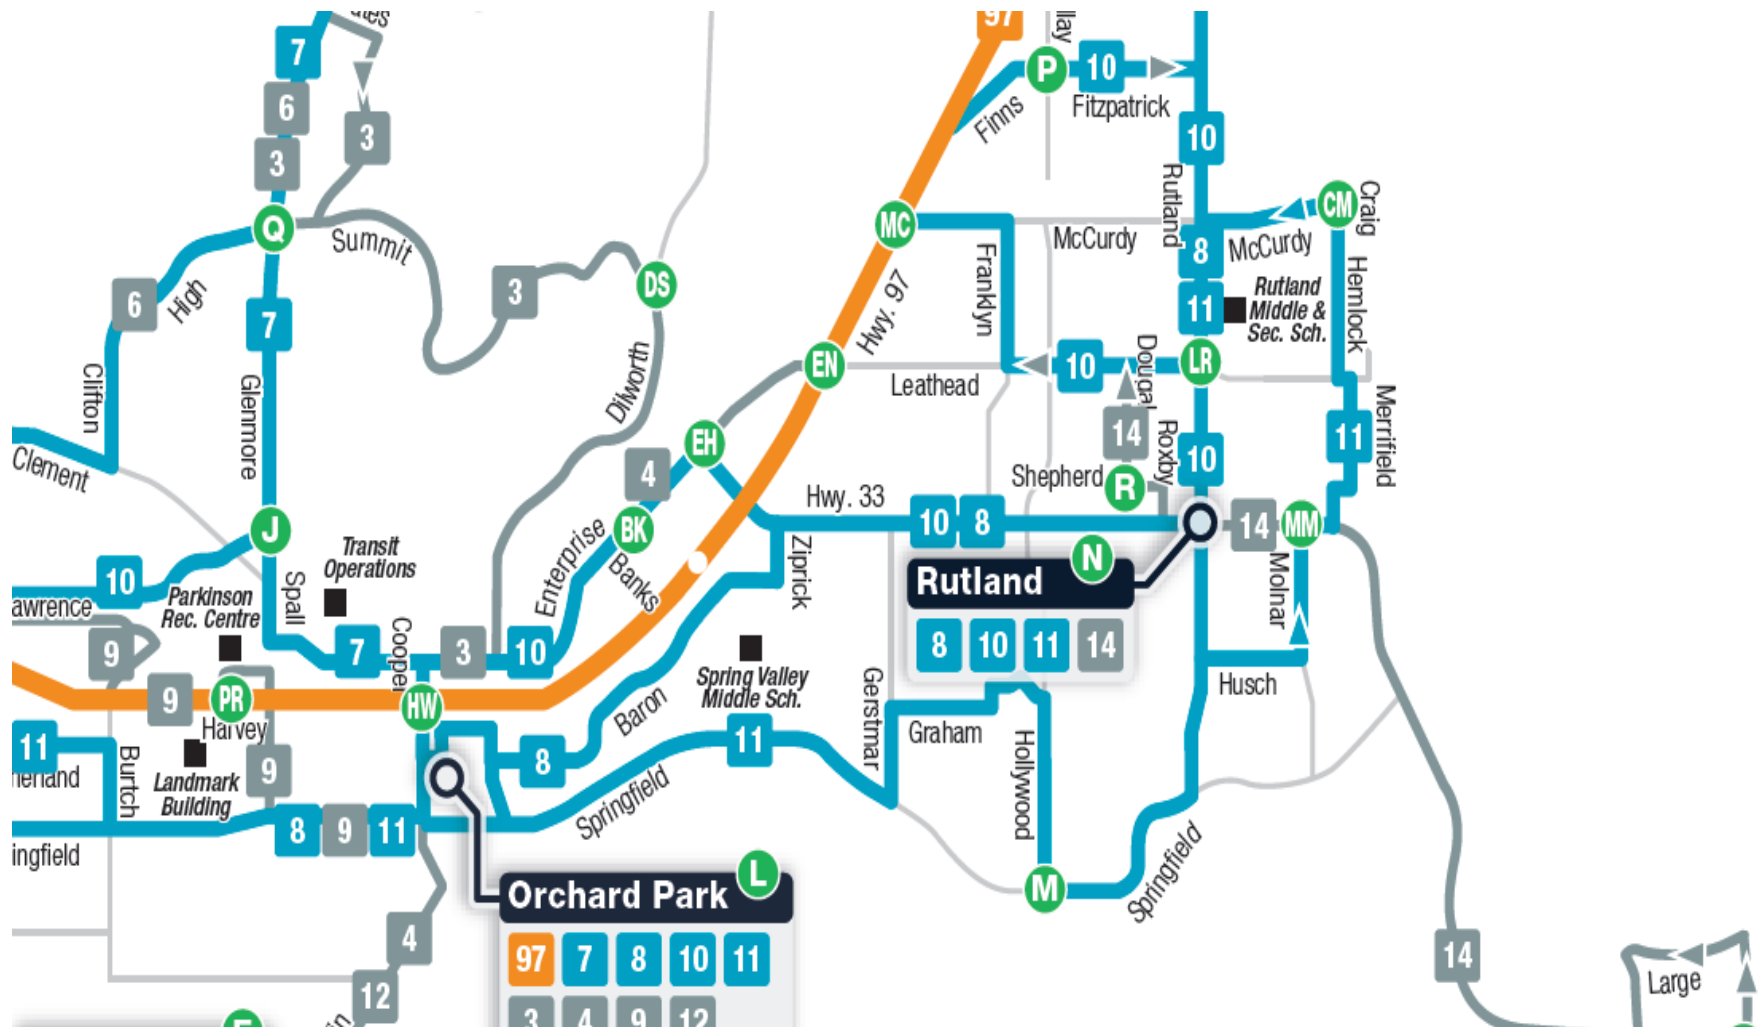 97
7
P
10
6
Finns
Fitzpatrick
3
3
10
Q
Summit
DS
MC
McCurdy
Rutland
8
McCurdy
CM
Craig
6
High
7
3
Hwy. 97
Franklyn
11
Rutland
Middle &
Sec. Sch.
Hemlock
Clifton
Glenmore
Dilworth
EN
Leathead
10
Dougal
LR
Merrifield
11
Clement
EH
4
14
Roxby
10
Shepherd
R
Hwy. 33
10
8
14
MM
J
BK
Transit
Operations
Enterprise
Banks
Ziprick
N
Rutland
8
10
11
14
Molnar
10
Parkinson
Rec. Centre
Spall
9
7
Cooper
3
10
Husch
9
PR
Harvey
HW
Baron
Spring Valley
Middle Sch.
Gerstmar
Graham
Hollywood
11
Burtch
Landmark
Building
9
8
11
Springfield
8
9
11
M
Springfield
L
Orchard Park
97
7
8
10
11
3
4
9
12
4
12
14
Large